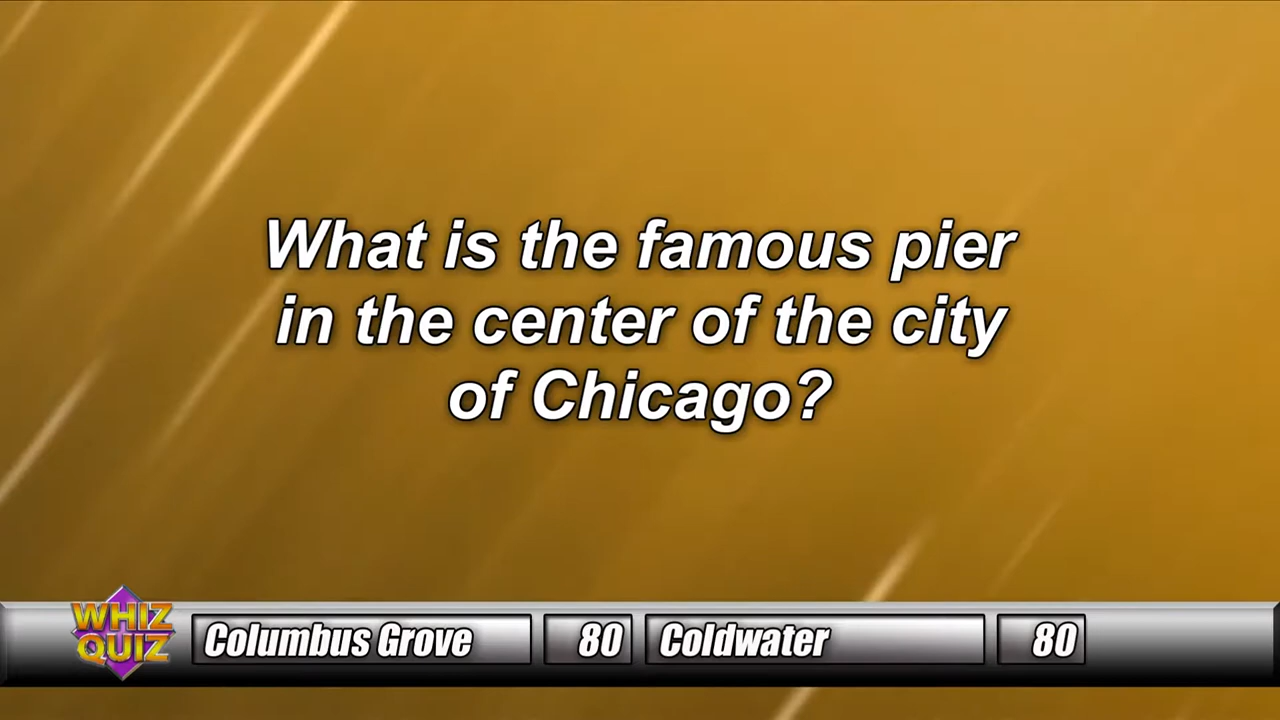 What is the famous pier
in the center of the city
of Chicago?
WHIZ
QUIZ
Columbus Grove 80 Coldwater 80